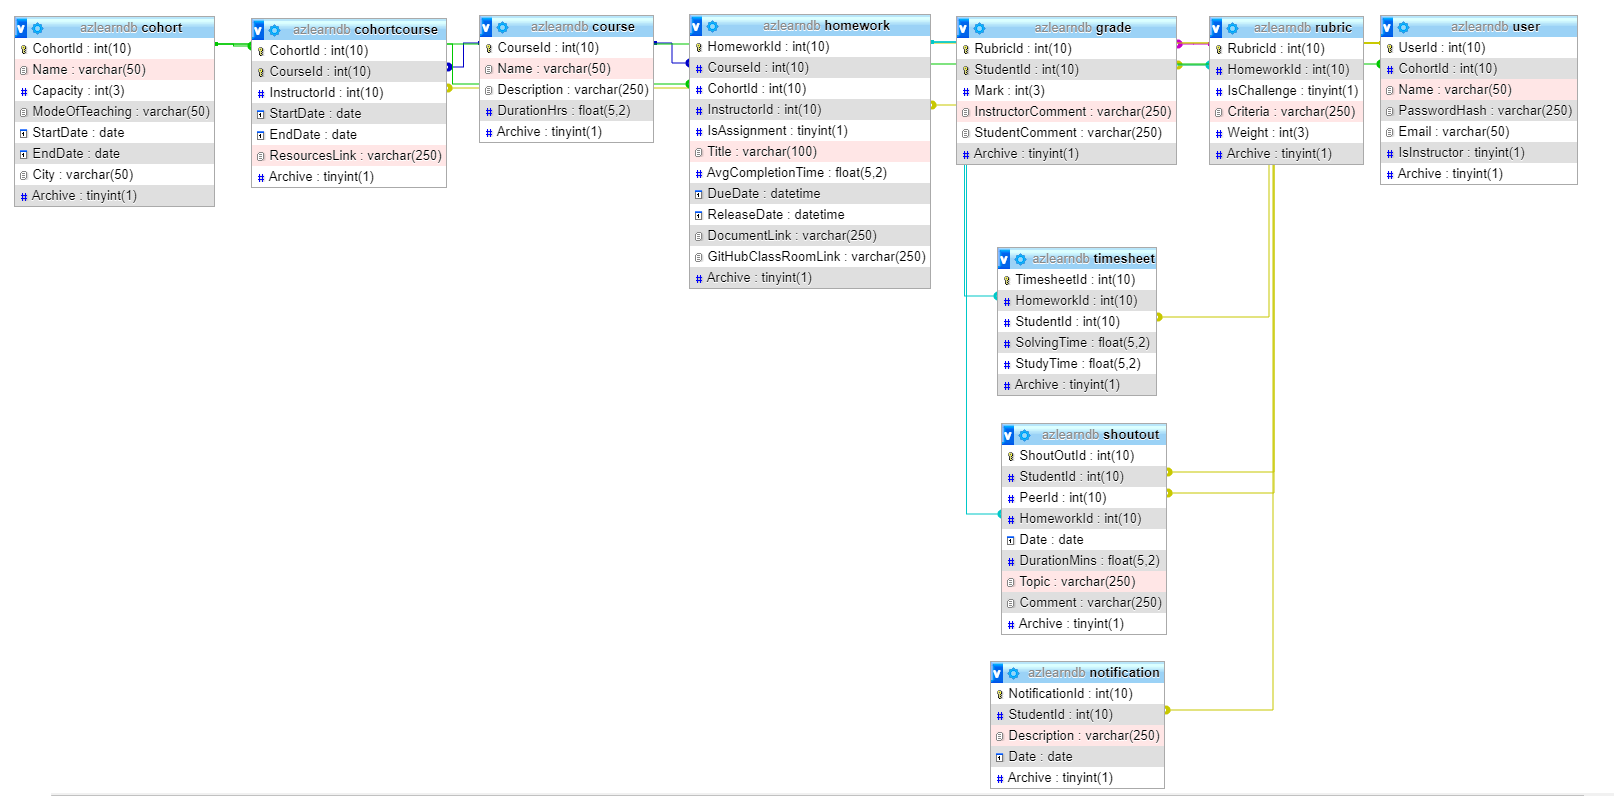 azlearndb cohort
CohortId : int(10)
Name : varchar(50)
Capacity : int(3)
ModeOfTeaching : varchar(50)
StartDate : date
EndDate : date
City : varchar(50)
Archive : tinyint(1)
azlearndb cohortcourse
CohortId : int(10)
CourseId : int(10)
InstructorId : int(10)
StartDate : date
EndDate : date
ResourcesLink : varchar(250)
Archive : tinyint(1)
azlearndb course
CourseId : int(10)
Name : varchar(50)
Description : varchar(250)
DurationHrs : float(5,2)
Archive : tinyint(1)
azlearndb homework
HomeworkId : int(10)
CourseId : int(10)
CohortId : int(10)
InstructorId : int(10)
IsAssignment : tinyint(1)
Title : varchar(100)
AvgCompletionTime : float(5,2)
DueDate : datetime
ReleaseDate : datetime
DocumentLink : varchar(250)
GitHubClassRoomLink : varchar(250)
Archive : tinyint(1)
azlearndb grade
RubricId : int(10)
StudentId : int(10)
Mark : int(3)
InstructorComment : varchar(250)
StudentComment : varchar(250)
Archive : tinyint(1)
azlearndb rubric
RubricId : int(10)
HomeworkId : int(10)
IsChallenge : tinyint(1)
Criteria : varchar(250)
Weight : int(3)
Archive : tinyint(1)
azlearndb user
UserId : int(10)
CohortId : int(10)
Name : varchar(50)
PasswordHash : varchar(250)
Email : varchar(50)
IsInstructor : tinyint(1)
Archive : tinyint(1)
azlearndb timesheet
TimesheetId : int(10)
HomeworkId : int(10)
StudentId : int(10)
SolvingTime : float(5,2)
StudyTime : float(5,2)
Archive : tinyint(1)
azlearndb shoutout
ShoutOutId : int(10)
StudentId : int(10)
PeerId : int(10)
HomeworkId : int(10)
Date : date
DurationMins : float(5,2)
Topic : varchar(250)
Comment : varchar(250)
Archive : tinyint(1)
azlearndb notification
NotificationId : int(10)
StudentId : int(10)
Description : varchar(250)
Date : date
Archive : tinyint(1)